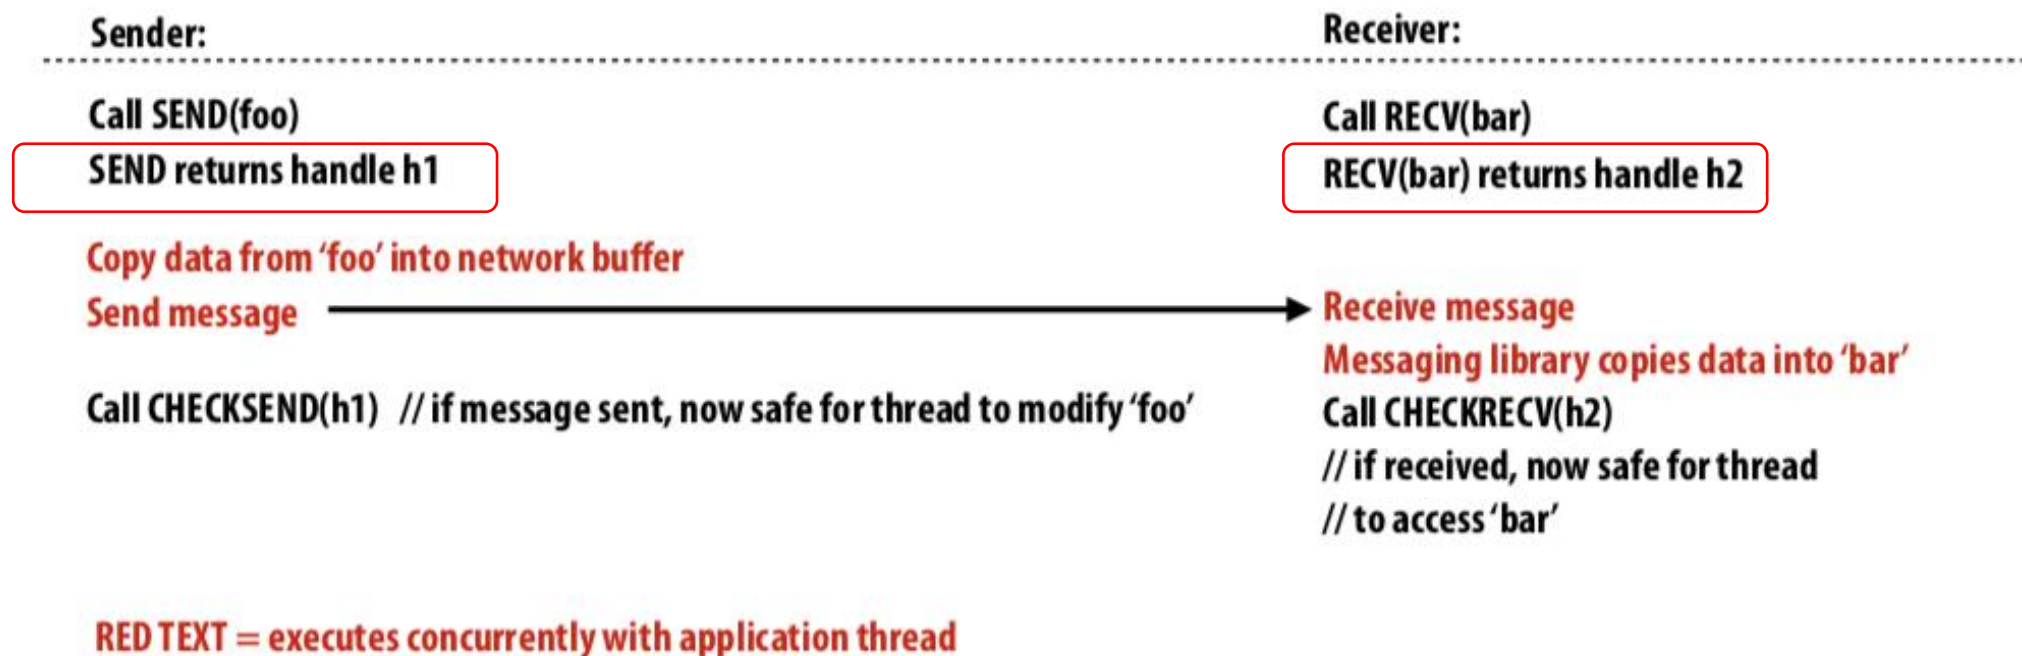 Sender:
Call SEND(foo)
SEND returns handle h1
Copy data from ‘foo’ into network buffer
Send message
Call CHECKSEND(h1) // if message sent, now safe for thread to modify ‘foo’
Receiver:
Call RECV(bar)
RECV(bar) returns handle h2
Receive message
Messaging library copies data into ‘bar’
Call CHECKRECV(h2)
// if received, now safe for thread
// to access ‘bar’
RED TEXT = executes concurrently with application thread